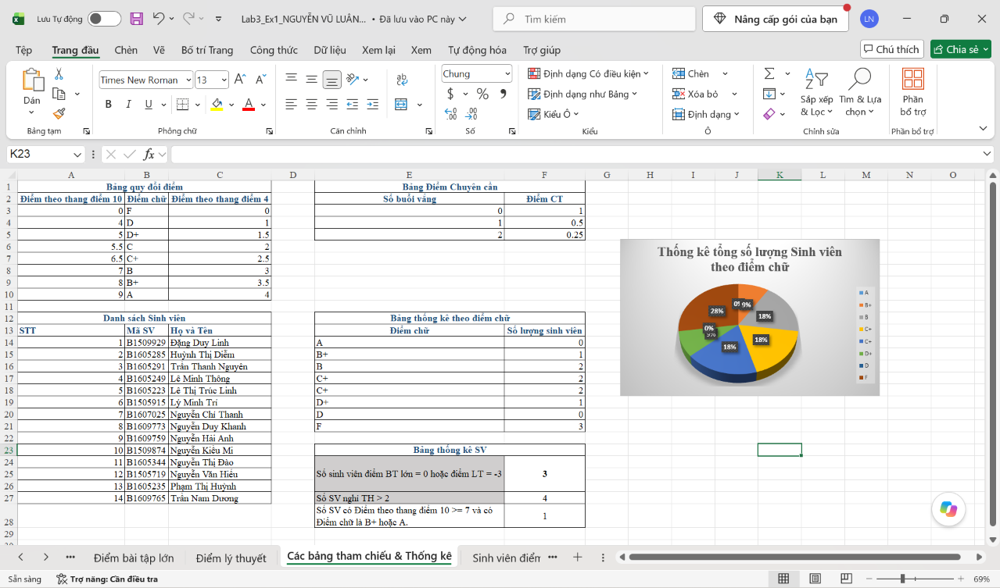 Lưu Tự động
Lab3_Ex1_NGUYỄN VŨ LUÂN... • Đã lưu vào PC này
Tìm kiếm
Nâng cấp gói của bạn
LN
Tệp Trang đầu Chèn Vẽ Bố trí Trang Công thức Dữ liệu Xem lại Xem Tự động hóa Trợ giúp
Chú thích
Chia sẻ
Dán
Bảng tạm
Times New Roman 13
B I U
Phông chữ
ab
Căn chỉnh
Chung
$ % ,
Số
Định dạng Có điều kiện
Định dạng như Bảng
Kiểu Ô
Kiểu
Chèn
Xóa bỏ
Định dạng
Ô
Sắp xếp & Lọc
Tìm & Lựa chọn
Chỉnh sửa
Phần bổ trợ
Phần bổ trợ
K23
fx
A B C D E F G H I J K L M N O
1 Bảng quy đổi điểm Bảng Điểm Chuyên cần
2 Điểm theo thang điểm 10 Điểm chữ Điểm theo thang điểm 4 Số buổi vắng Điểm CT
3 0 F 0 0 1
4 4 D 1 1 0.5
5 5 D+ 1.5 2 0.25
6 5.5 C 2
7 6.5 C+ 2.5
8 7 B 3
9 8 B+ 3.5
10 9 A 4
11
12 Danh sách Sinh viên Bảng thống kê theo điểm chữ
13 STT Mã SV Họ và Tên Điểm chữ Số lượng sinh viên
14 1 B1509929 Đặng Duy Linh A 0
15 2 B1605285 Huỳnh Thị Diễm B+ 1
16 3 B1605291 Trần Thanh Nguyên B 2
17 4 B1605249 Lê Minh Thông C+ 2
18 5 B1605223 Lê Thị Trúc Linh C+ 2
19 6 B1505915 Lý Minh Trí D+ 1
20 7 B1607025 Nguyễn Chí Thanh D 0
21 8 B1609773 Nguyễn Duy Khanh F 3
22 9 B1609759 Nguyễn Hải Anh
23 10 B1509874 Nguyễn Kiều Mi Bảng thống kê SV
24 11 B1605344 Nguyễn Thị Đào
25 12 B1505719 Nguyễn Văn Hiếu Số sinh viên điểm BT lớn = 0 hoặc điểm LT = -3 3
26 13 B1605235 Phạm Thị Huỳnh
27 14 B1609765 Trần Nam Dương Số SV nghỉ TH > 2 4
28 Số SV có Điểm theo thang điểm 10 >= 7 và có
Điểm chữ là B+ hoặc A. 1
29
Thống kê tổng số lượng Sinh viên
theo điểm chữ
0% 9%
28%
18%
0%
9%
18%
18%
A
B+
B
C+
C+
D+
D
F
Điểm bài tập lớn Điểm lý thuyết Các bảng tham chiếu & Thống kê Sinh viên điểm
Sẵn sàng Trợ năng: Cần điều tra 69%